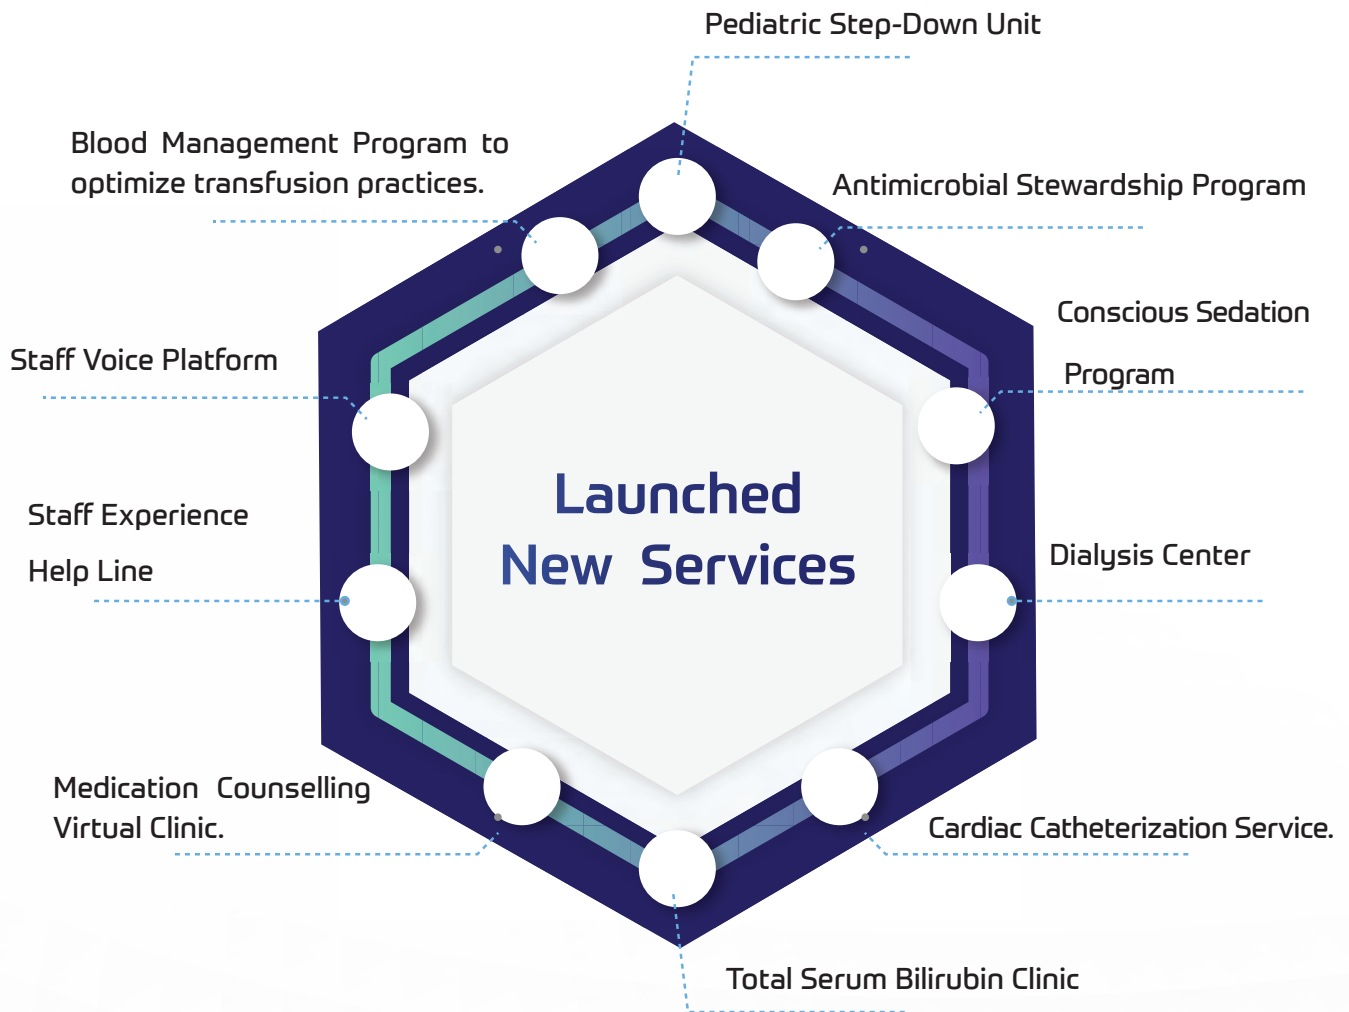 Pediatric Step-Down Unit
Blood Management Program to
optimize transfusion practices.
Antimicrobial Stewardship Program
Conscious Sedation
Program
Staff Voice Platform
Launched
New Services
Staff Experience
Help Line
Dialysis Center
Medication Counselling
Virtual Clinic.
Cardiac Catheterization Service.
Total Serum Bilirubin Clinic